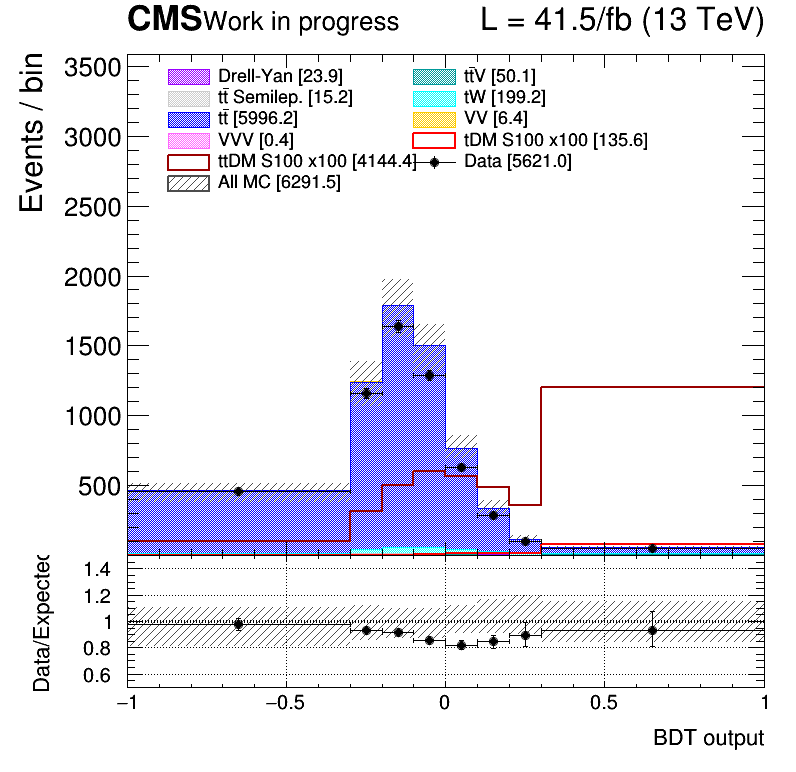 CMS Work in progress L = 41.5/fb (13 TeV)
Events / bin
3500
3000
2500
2000
1500
1000
500
Drell-Yan [23.9] tt̄V [50.1]
tt̄ Semilep. [15.2] tW [199.2]
tt̄ [5996.2] VV [6.4]
VVV [0.4] tDM S100 x100 [135.6]
ttDM S100 x100 [4144.4] Data [5621.0]
All MC [6291.5]
Data/Expected
1.4
1.2
1
0.8
0.6
−1 −0.5 0 0.5 1
BDT output